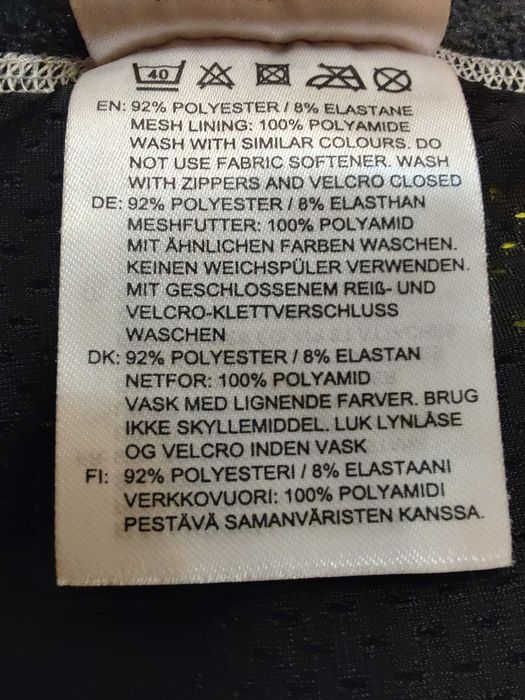 40
EN: 92% POLYESTER / 8% ELASTANE
MESH LINING: 100% POLYAMIDE
WASH WITH SIMILAR COLOURS. DO
NOT USE FABRIC SOFTENER. WASH
WITH ZIPPERS AND VELCRO CLOSED
DE: 92% POLYESTER / 8% ELASTHAN
MESHFUTTER: 100% POLYAMID
MIT ÄHNLICHEN FARBEN WASCHEN.
KEINEN WEICHSPÜLER VERWENDEN.
MIT GESCHLOSSENEM REIß- UND
VELCRO-KLETTVERSCHLUSS
WASCHEN
DK: 92% POLYESTER / 8% ELASTAN
NETFOR: 100% POLYAMID
VASK MED LIGNENDE FARVER. BRUG
IKKE SKYLLEMIDDEL. LUK LYNLÅSE
OG VELCRO INDEN VASK
FI: 92% POLYESTERI / 8% ELASTAANI
VERKKOVUORI: 100% POLYAMIDI
PESTÄVÄ SAMANVÄRISTEN KANSSA.